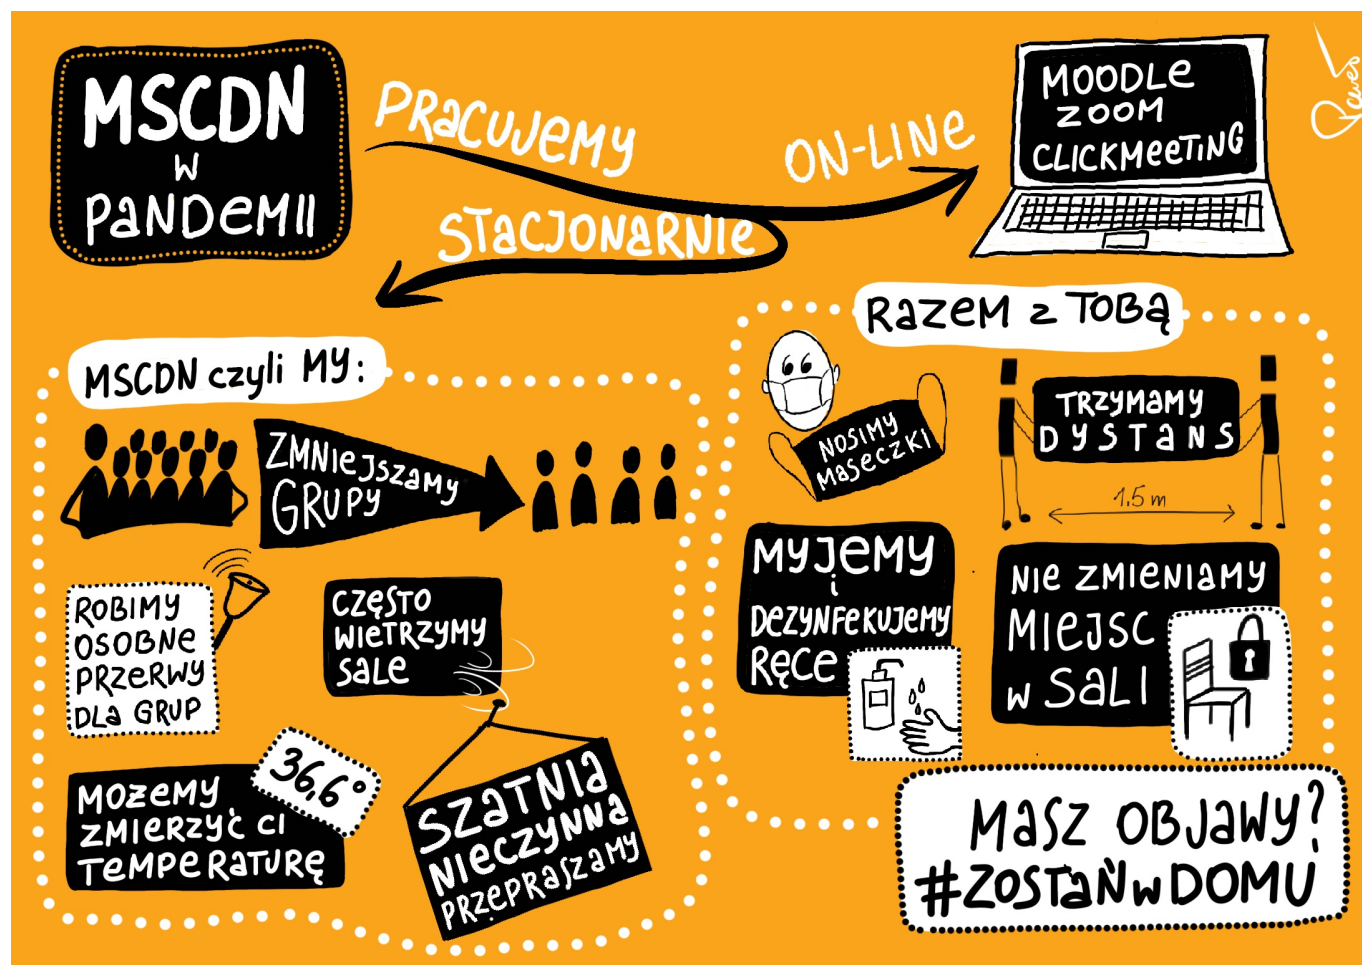 MSCDN
w
PANDEMII
PRACUJEMY
ON-LINE
STACJONARNIE
MOODLE
ZOOM
CLICKMEETING
MSCDN czyli MY:
ZMNIEJSZAMY
GRUPY
ROBIMY
OSOBNE
PRZERWY
DLA GRUP
CZĘSTO
WIETRZYMY
SALE
MOŻEMY
ZMIERZYĆ CI
TEMPERATURĘ
36,6°
SZATNIA
NIECZYNNA
PRZEPRASZAMY
RAZEM z TOBĄ
NOSIMY
MASECZKI
TRZYMAMY
DYSTANS
1,5 m
MYJEMY
i
DEZYNFEKUJEMY
RĘCE
NIE ZMIENIAMY
MIEJSC
w SALI
MASZ OBJAWY?
#ZOSTAŃwDOMU